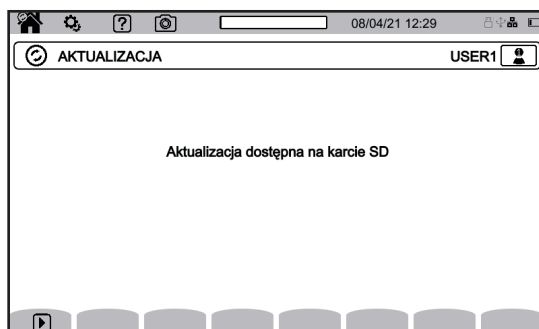 08/04/21 12:29
AKTUALIZACJA USER1
Aktualizacja dostępna na karcie SD